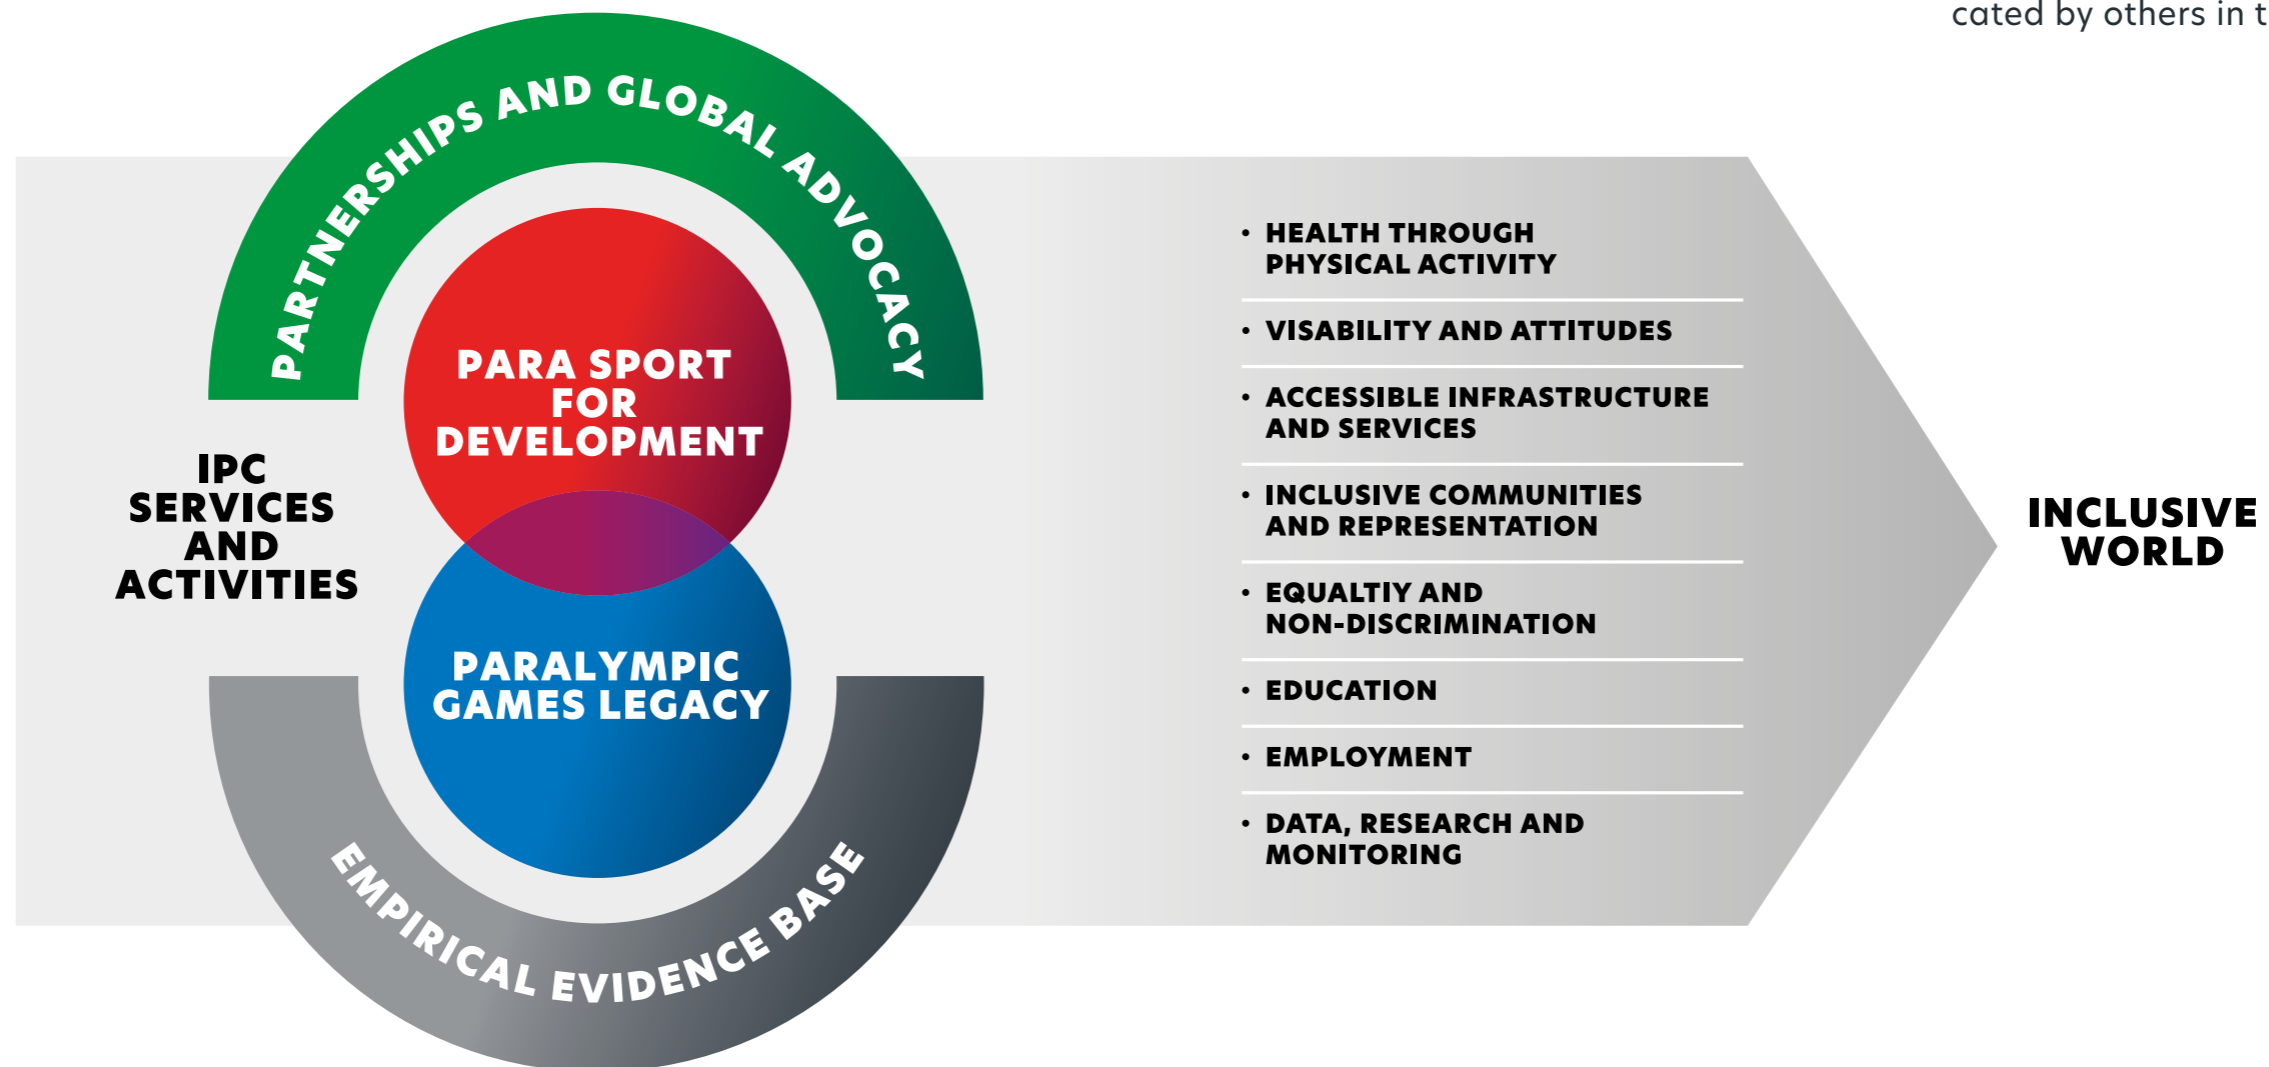 cated by others in t
PARTNERSHIPS AND GLOBAL ADVOCACY
PARA SPORT
FOR
DEVELOPMENT
IPC
SERVICES
AND
ACTIVITIES
PARALYMPIC
GAMES LEGACY
EMPIRICAL EVIDENCE BASE
• HEALTH THROUGH
PHYSICAL ACTIVITY
• VISABILITY AND ATTITUDES
• ACCESSIBLE INFRASTRUCTURE
AND SERVICES
• INCLUSIVE COMMUNITIES
AND REPRESENTATION
• EQUALTIY AND
NON-DISCRIMINATION
• EDUCATION
• EMPLOYMENT
• DATA, RESEARCH AND
MONITORING
INCLUSIVE
WORLD